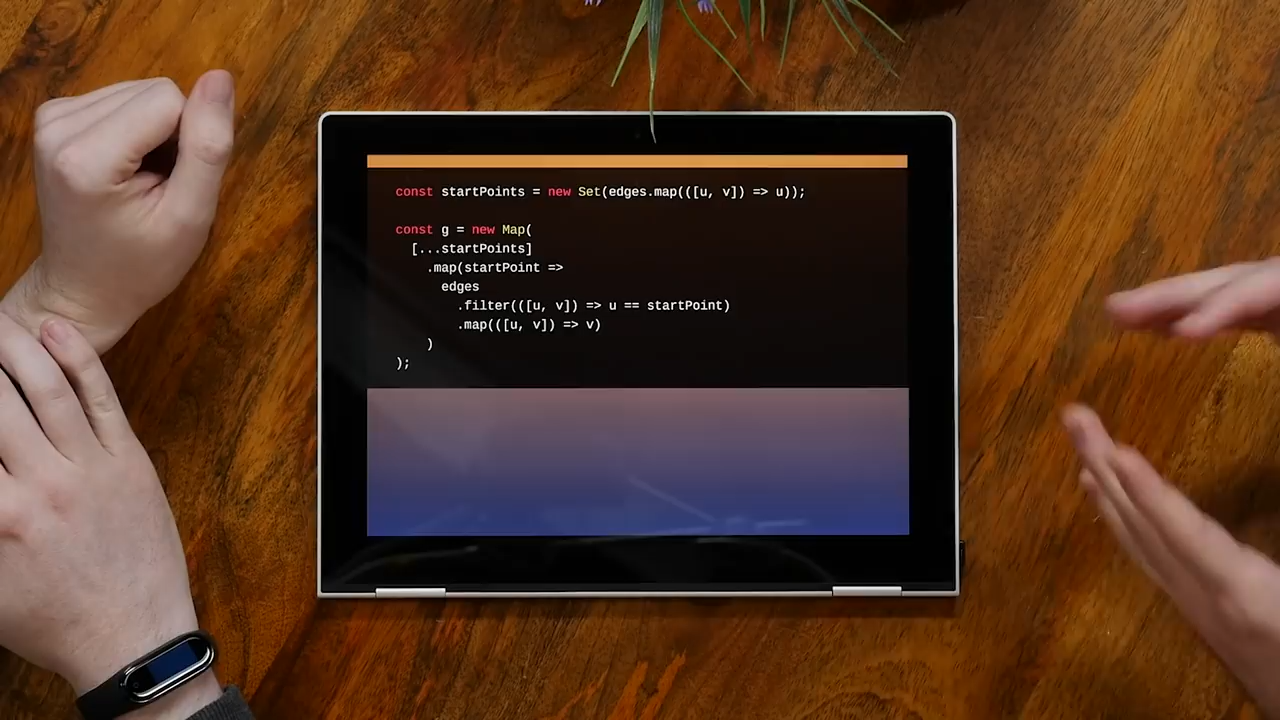 const startPoints = new Set(edges.map(([u, v]) => u));
const g = new Map(
[...startPoints]
.map(startPoint =>
edges
.filter(([u, v]) => u == startPoint)
.map(([u, v]) => v)
)
);